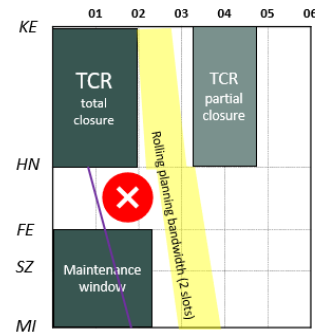 01 02 03 04 05 06
KE
TCR
total
closure
TCR
partial
closure
Rolling planning bandwidth (2 slots)
HN
FE
SZ
Maintenance
window
MI